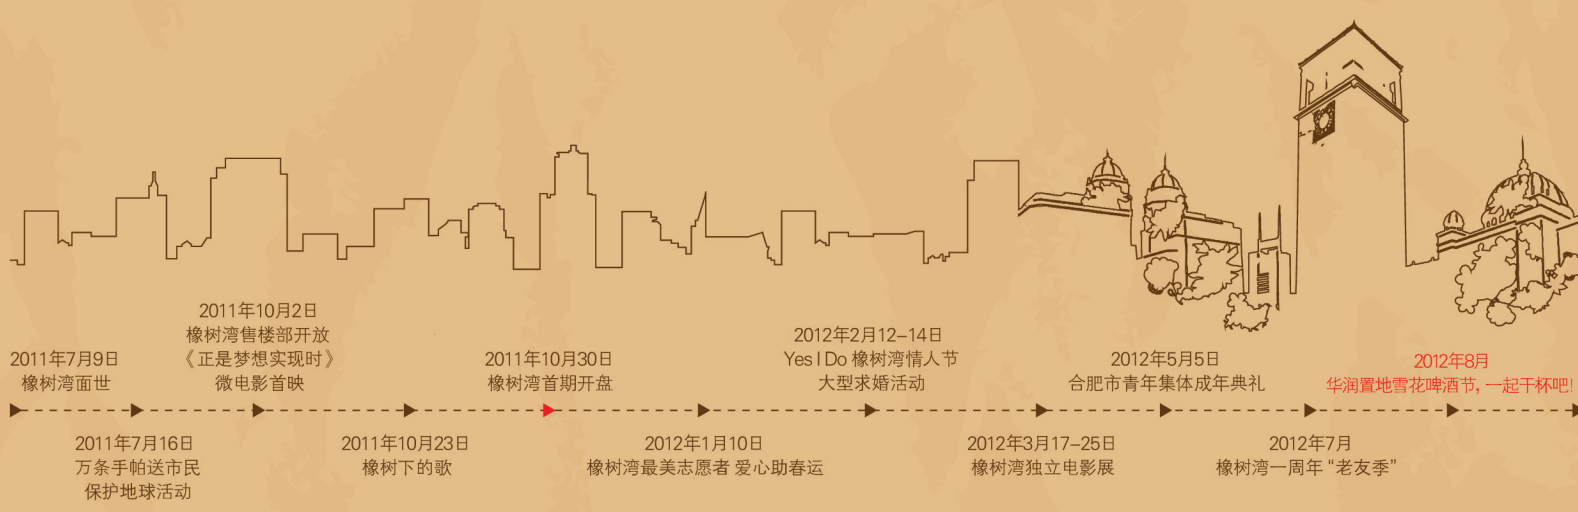 2011年7月9日
橡树湾面世
2011年7月16日
万条手帕送市民
保护地球活动
2011年10月2日
橡树湾售楼部开放
《正是梦想实现时》
微电影首映
2011年10月23日
橡树下的歌
2011年10月30日
橡树湾首期开盘
2012年1月10日
橡树湾最美志愿者 爱心助春运
2012年2月12-14日
Yes I Do 橡树湾情人节
大型求婚活动
2012年3月17-25日
橡树湾独立电影展
2012年5月5日
合肥市青年集体成年典礼
2012年7月
橡树湾一周年“老友季”
2012年8月
华润置地雪花啤酒节，一起干杯吧！